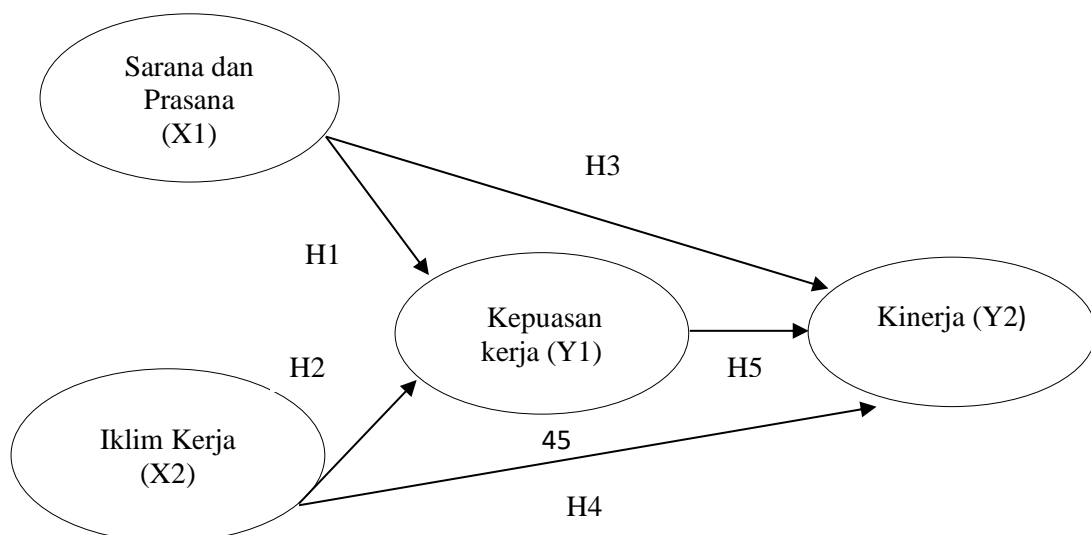 Sarana dan
Prasana
(X1)
H3
H1
Kepuasan
kerja (Y1)
Kinerja (Y2)
H2
H5
Iklim Kerja
(X2)
45
H4